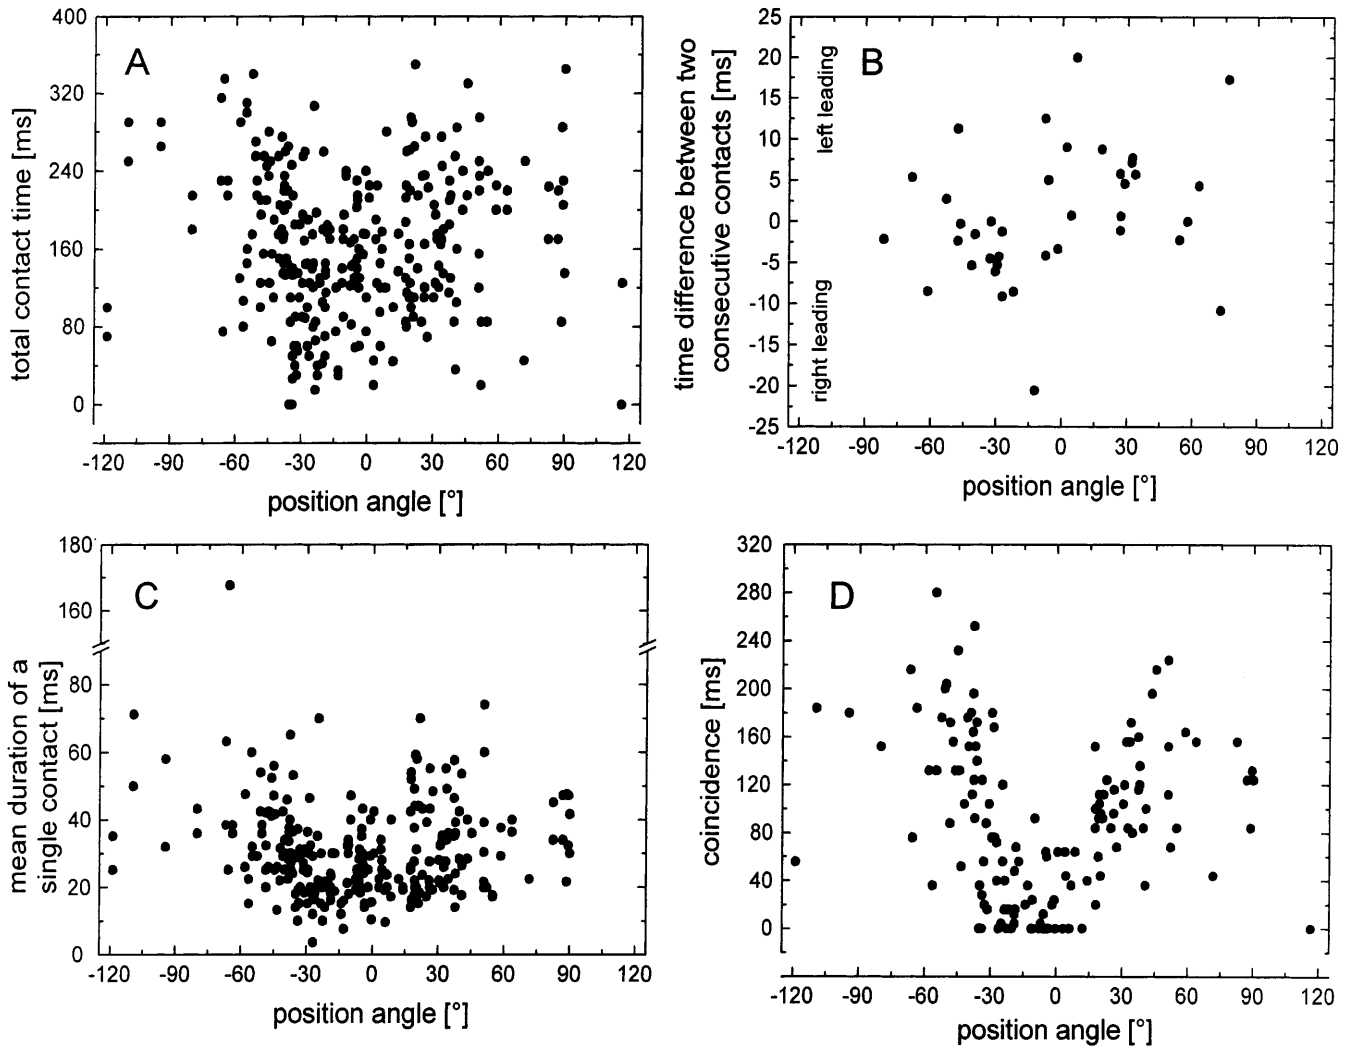 A
total contact time [ms]
400
320
240
160
80
0
-120 -90 -60 -30 0 30 60 90 120
position angle [°]
B
time difference between two
consecutive contacts [ms]
left leading
right leading
25
20
15
10
5
0
-5
-10
-15
-20
-25
-120 -90 -60 -30 0 30 60 90 120
position angle [°]
C
mean duration of a
single contact [ms]
180
160
80
60
40
20
0
-120 -90 -60 -30 0 30 60 90 120
position angle [°]
D
coincidence [ms]
320
280
240
200
160
120
80
40
0
-120 -90 -60 -30 0 30 60 90 120
position angle [°]